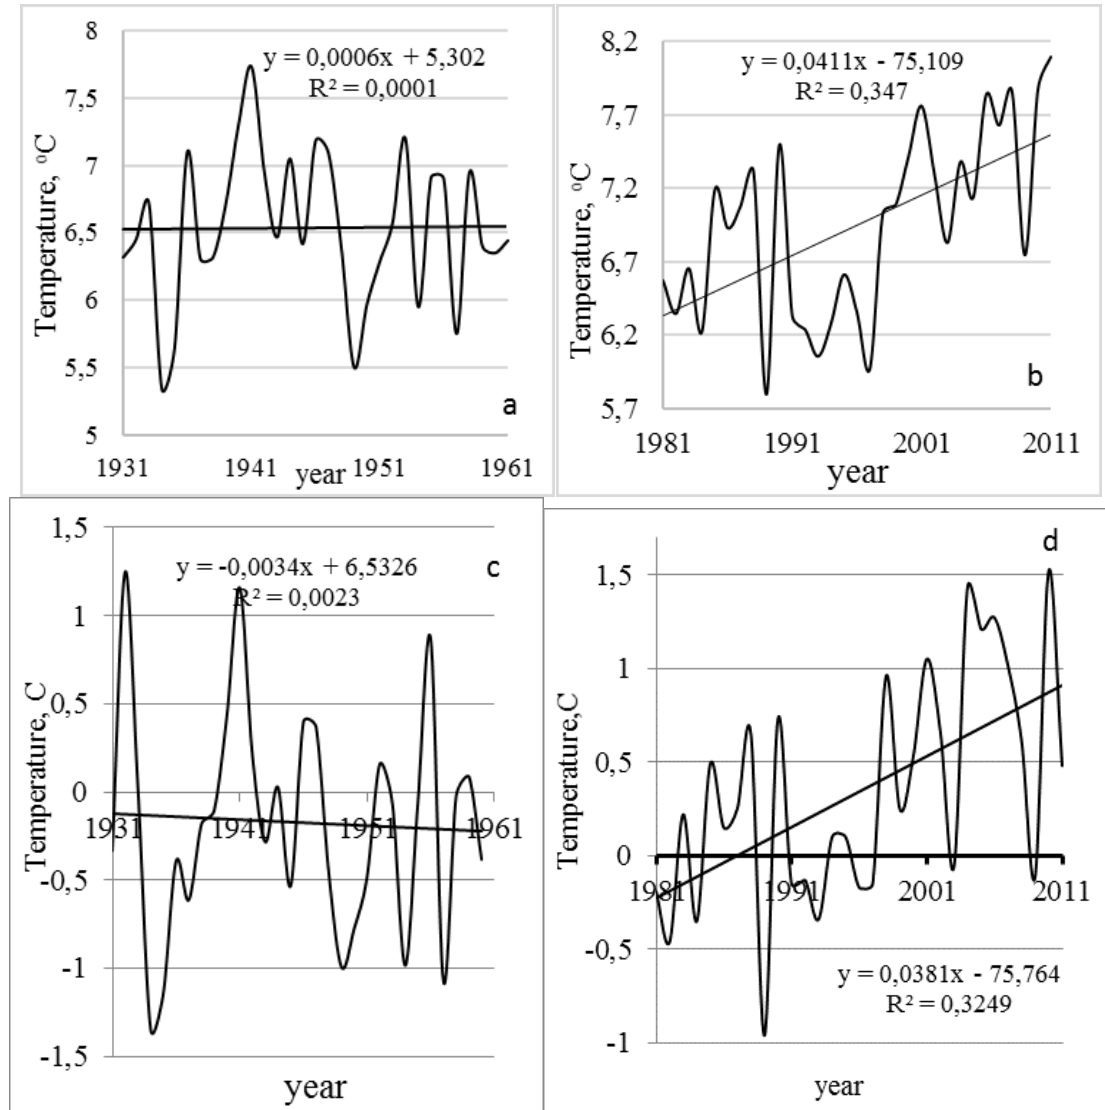 8
7,5
7
6,5
6
5,5
5
Temperature, ⁰C
y = 0,0006x + 5,302
R² = 0,0001
a
1931 1941 1951 1961
year
8,2
7,7
7,2
6,7
6,2
5,7
Temperature, ⁰C
y = 0,0411x - 75,109
R² = 0,347
b
1981 1991 2001 2011
year
1,5
1
0,5
0
-0,5
-1
-1,5
Temperature, C
y = -0,0034x + 6,5326
R² = 0,0023
c
1931 1941 1951 1961
year
1,5
1
0,5
0
-0,5
-1
Temperature,C
d
1981 1991 2001 2011
y = 0,0381x - 75,764
R² = 0,3249
year